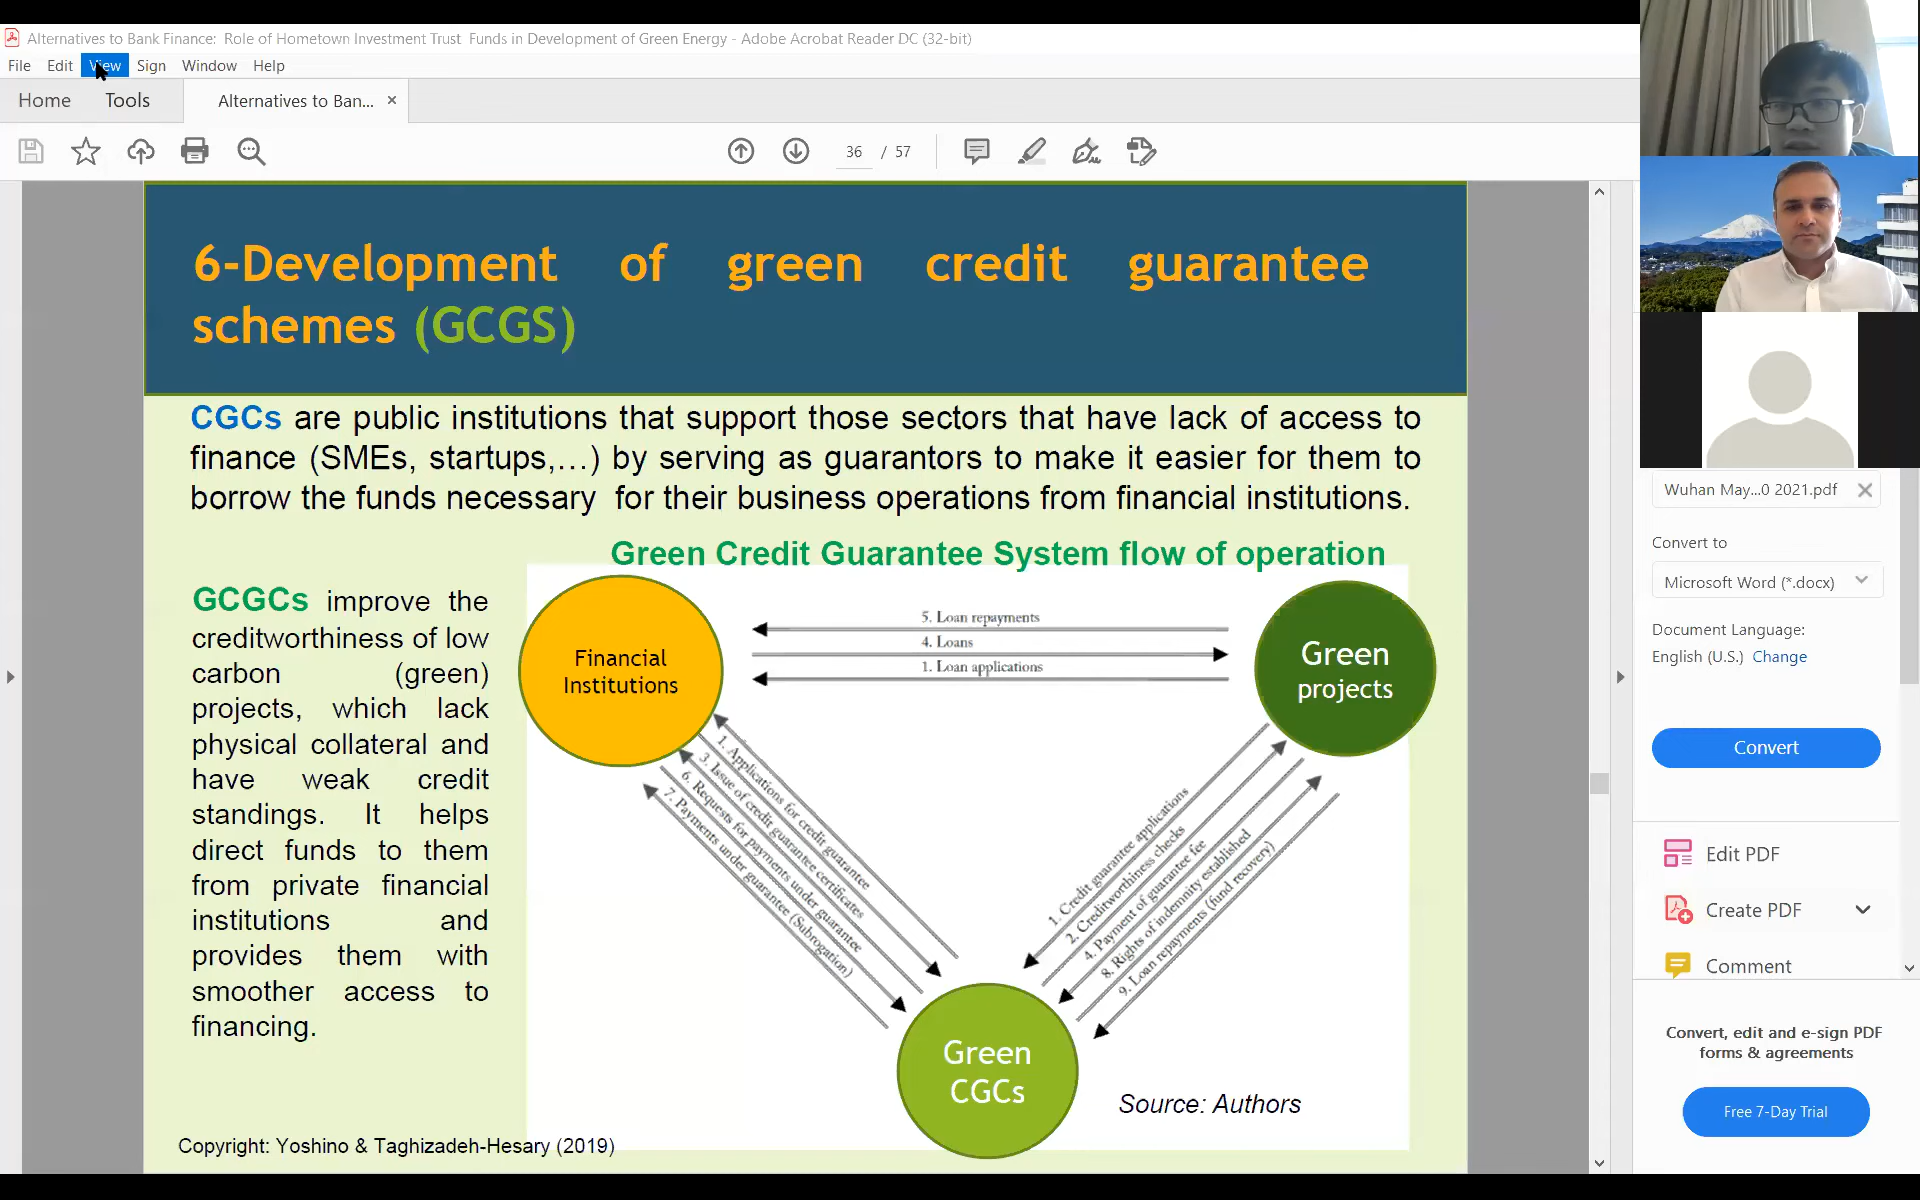 Alternatives to Bank Finance:  Role of Hometown Investment Trust  Funds in Development of Green Energy - Adobe Acrobat Reader DC (32-bit)
File Edit View Sign Window Help
Home Tools Alternatives to Ban... ×
36 / 57
6-Development of green credit guarantee
schemes (GCGS)
CGCs are public institutions that support those sectors that have lack of access to
finance (SMEs, startups,...) by serving as guarantors to make it easier for them to
borrow the funds necessary  for their business operations from financial institutions.
Green Credit Guarantee System flow of operation
GCGCs improve the
creditworthiness of low
carbon (green)
projects, which lack
physical collateral and
have weak credit
standings. It helps
direct funds to them
from private financial
institutions and
provides them with
smoother access to
financing.
Financial
Institutions
5. Loan repayments
4. Loans
1. Loan applications
Green
projects
1. Applications for credit guarantee
3. Issue of credit guarantee certificates
6. Requests for payments under guarantee
7. Payments under guarantee (Subrogation)
1. Credit guarantee applications
2. Creditworthiness checks
4. Payment of guarantee fee
8. Rights of indemnity established
9. Loan repayments (fund recovery)
Green
CGCs
Source: Authors
Copyright: Yoshino & Taghizadeh-Hesary (2019)
Wuhan May...0 2021.pdf
Convert to
Microsoft Word (*.docx)
Document Language:
English (U.S.) Change
Convert
Edit PDF
Create PDF
Comment
Convert, edit and e-sign PDF
forms & agreements
Free 7-Day Trial